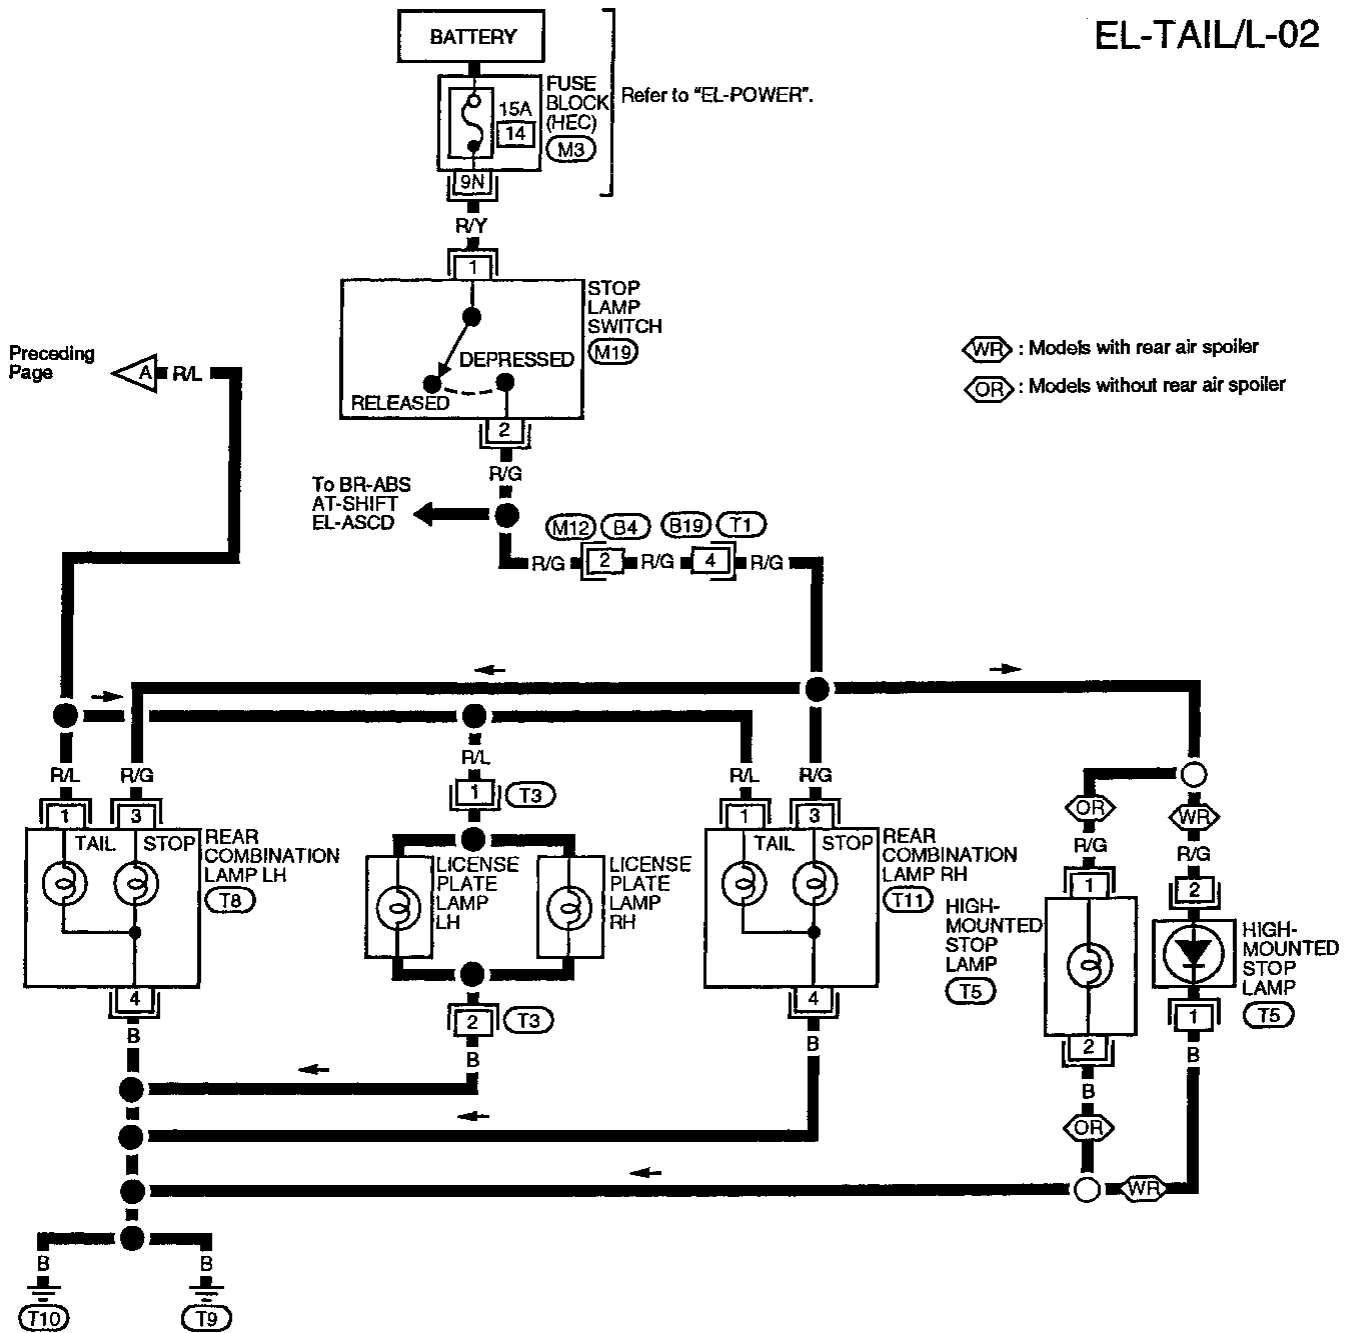 EL-TAIL/L-02
BATTERY
FUSE
BLOCK
(HEC)
M3
15A
14
9N
Refer to "EL-POWER".
R/Y
1
STOP
LAMP
SWITCH
M19
DEPRESSED
RELEASED
2
R/G
Preceding
Page
A
R/L
WR : Models with rear air spoiler
OR : Models without rear air spoiler
To BR-ABS
AT-SHIFT
EL-ASCD
M12 B4 B19 T1
R/G 2 R/G 4 R/G
R/L R/G R/L R/L R/G
1 3 1 T3 1 3
OR WR
R/G R/G
1 2
TAIL STOP
REAR
COMBINATION
LAMP LH
T8
LICENSE
PLATE
LAMP
LH
LICENSE
PLATE
LAMP
RH
TAIL STOP
REAR
COMBINATION
LAMP RH
T11
HIGH-
MOUNTED
STOP
LAMP
T5
HIGH-
MOUNTED
STOP
LAMP
T5
4 2 T3 4 2 1
B B B B B
OR
WR
B B
T10 T9